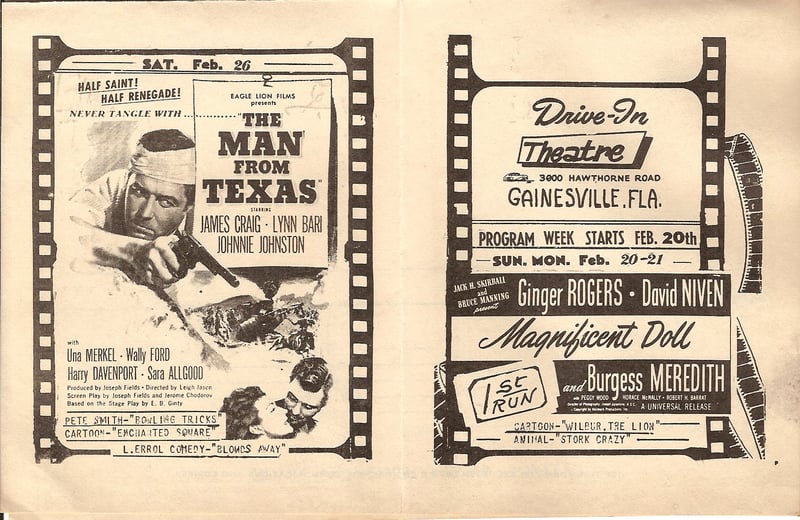 SAT. Feb. 26
HALF SAINT!
HALF RENEGADE!
NEVER TANGLE WITH...........
EAGLE LION FILMS
presents
"THE
MAN
FROM
TEXAS"
STARRING
JAMES CRAIG · LYNN BARI
JOHNNIE JOHNSTON
with
Una MERKEL · Wally FORD
Harry DAVENPORT · Sara ALLGOOD
Produced by Joseph Fields · Directed by Leigh Jason
Screen Play by Joseph Fields and Jerome Chodorov
Based on the Stage Play by E. B. Ginty
PETE SMITH-"BOWLING TRICKS"
CARTOON-"ENCHANTED SQUARE"
L.ERROL COMEDY-"BLONDS AWAY"
Drive-In
Theatre
3000 HAWTHORNE ROAD
GAINESVILLE.FLA.
PROGRAM WEEK STARTS FEB. 20th
SUN. MON. Feb. 20-21
JACK H. SKIRBALL
and
BRUCE MANNING
present
Ginger ROGERS · David NIVEN
Magnificent Doll
1st
RUN
and Burgess MEREDITH
with PEGGY WOOD · HORACE McNALLY · ROBERT H. BARRAT
A UNIVERSAL RELEASE
CARTOON-"WILBUR,THE LION"
ANIMAL-"STORK CRAZY"